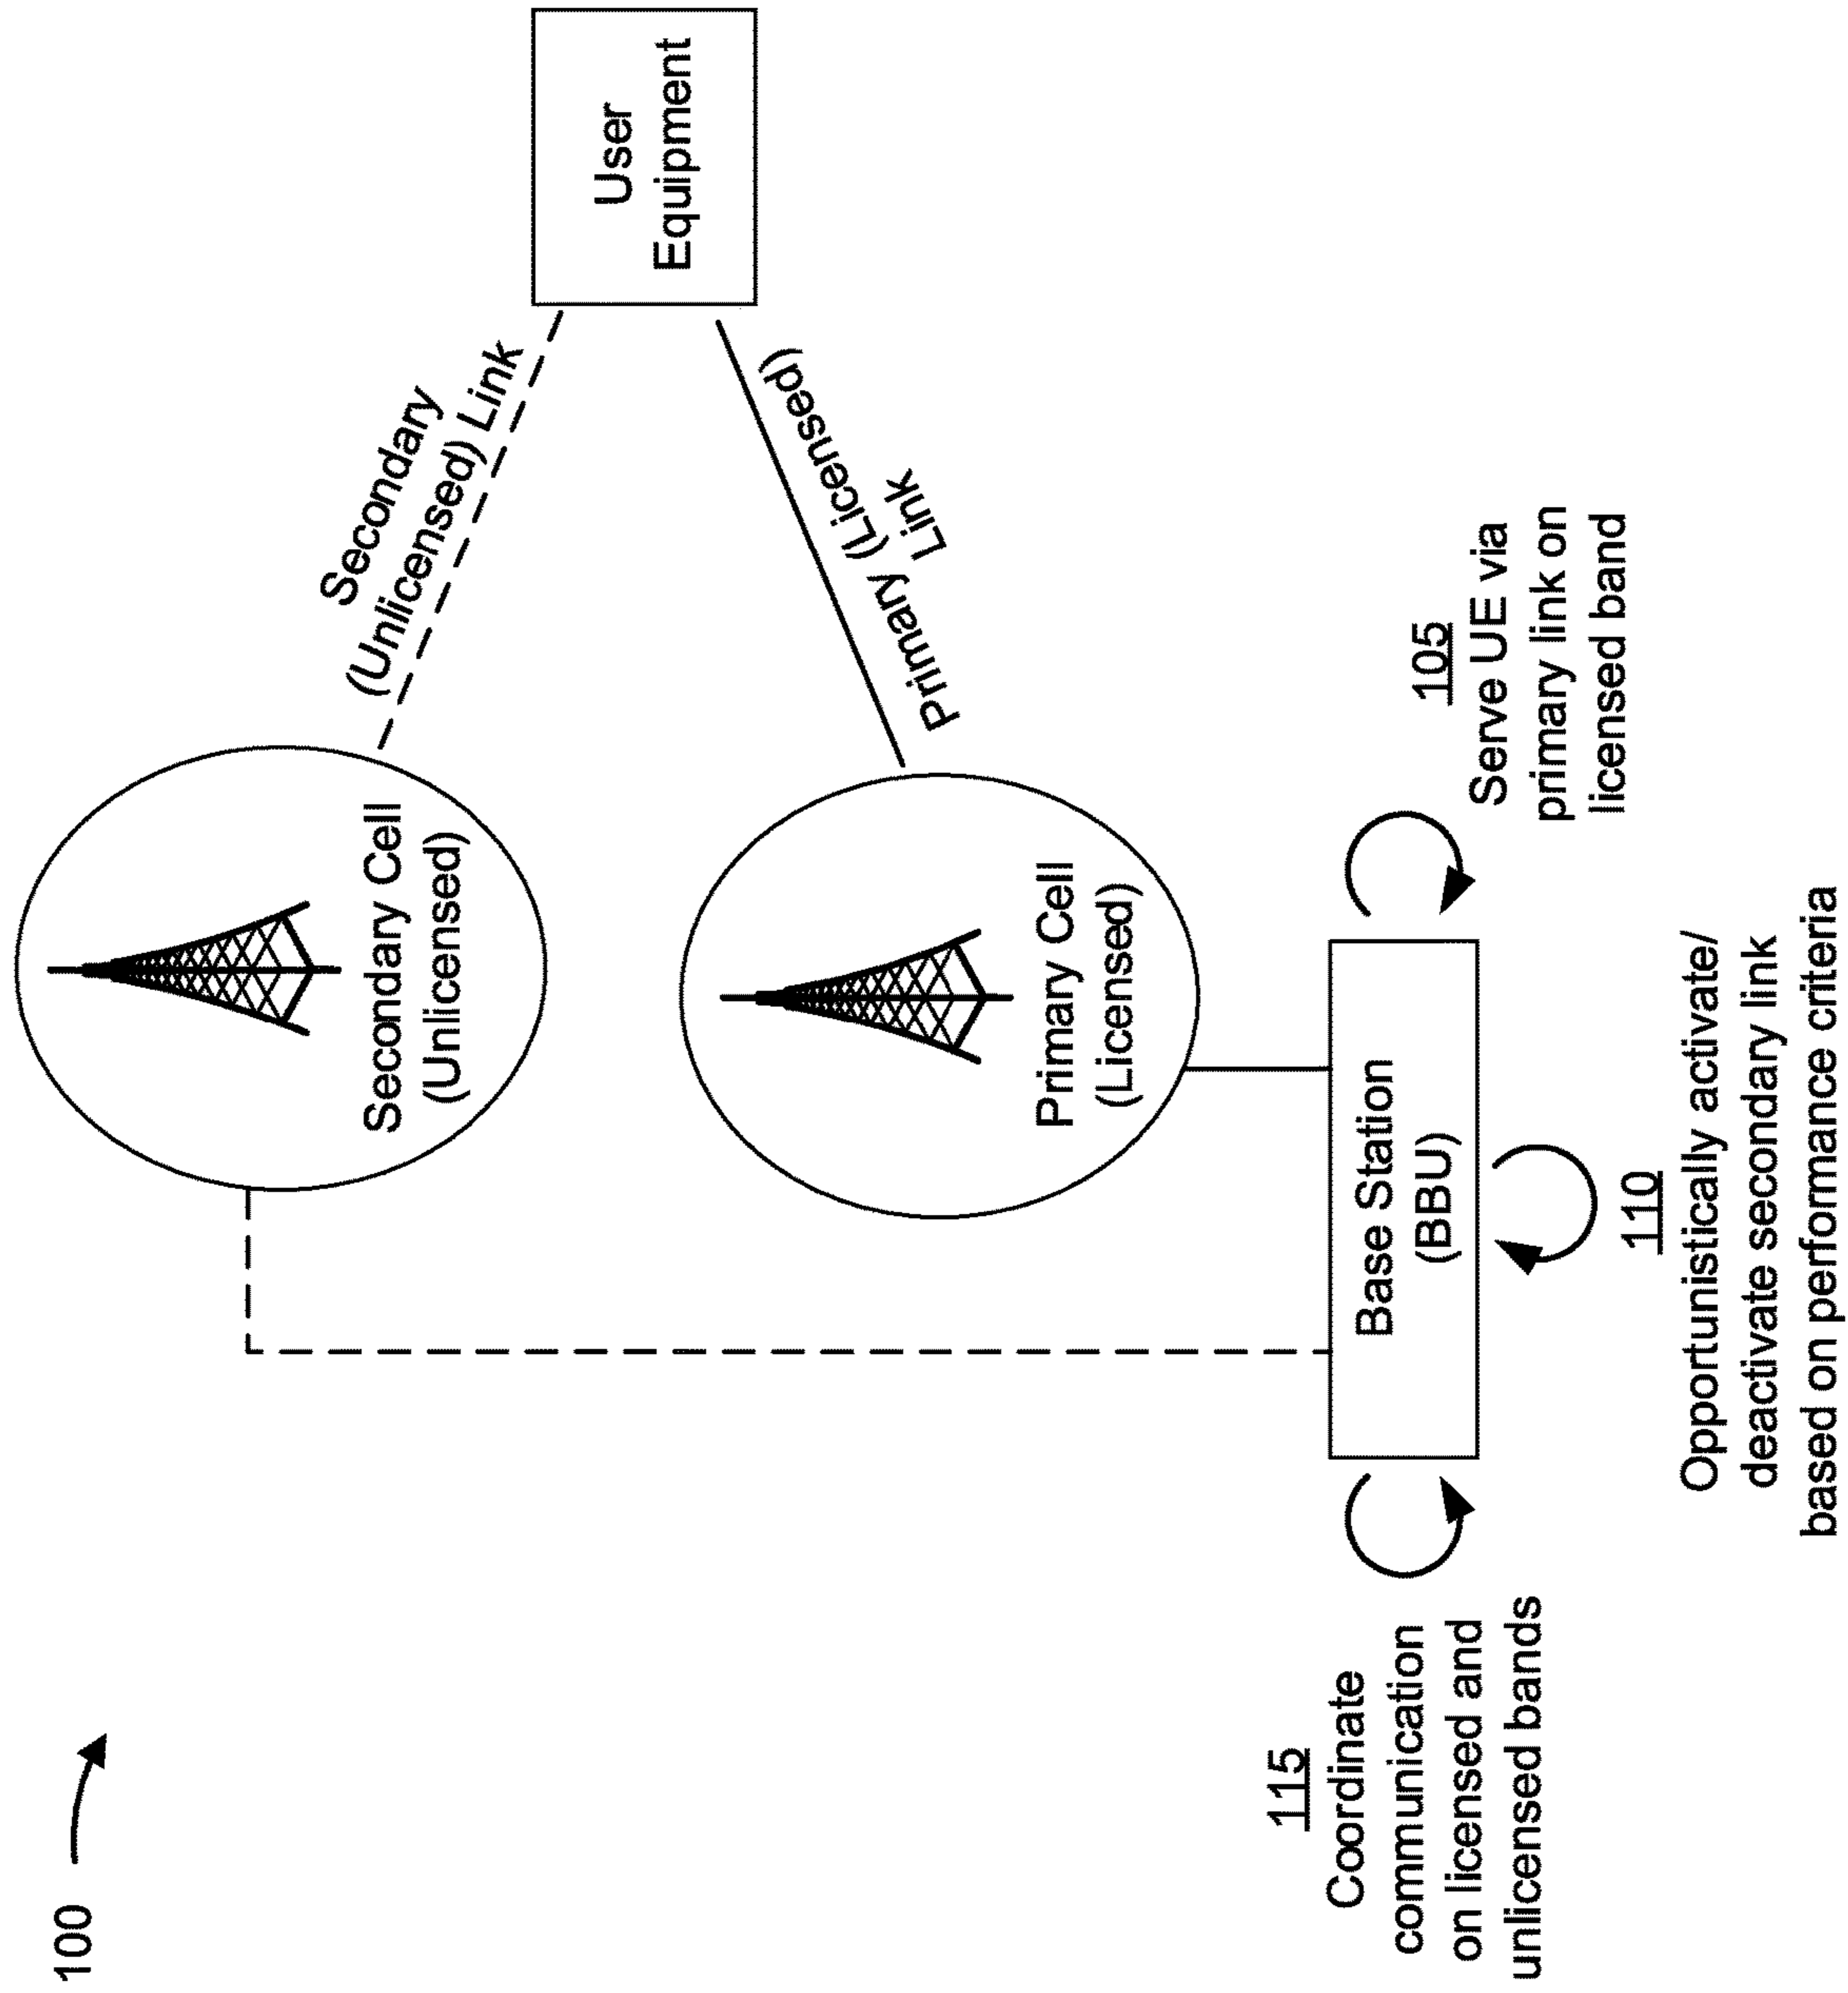 100
Secondary Cell
(Unlicensed)
Secondary
(Unlicensed) Link
User
Equipment
Primary Cell
(Licensed)
Primary (Licensed)
Link
Base Station
(BBU)
115
Coordinate
communication
on licensed and
unlicensed bands
110
Opportunistically activate/
deactivate secondary link
based on performance criteria
105
Serve UE via
primary link on
licensed band